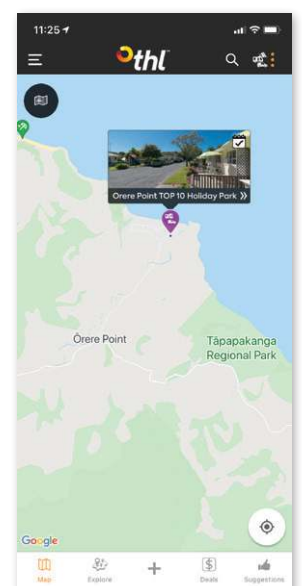 11:25
thl
Orere Point TOP 10 Holiday Park »
Ōrere Point
Tāpapakanga
Regional Park
Google
Map
Explore
Deals
Suggestions